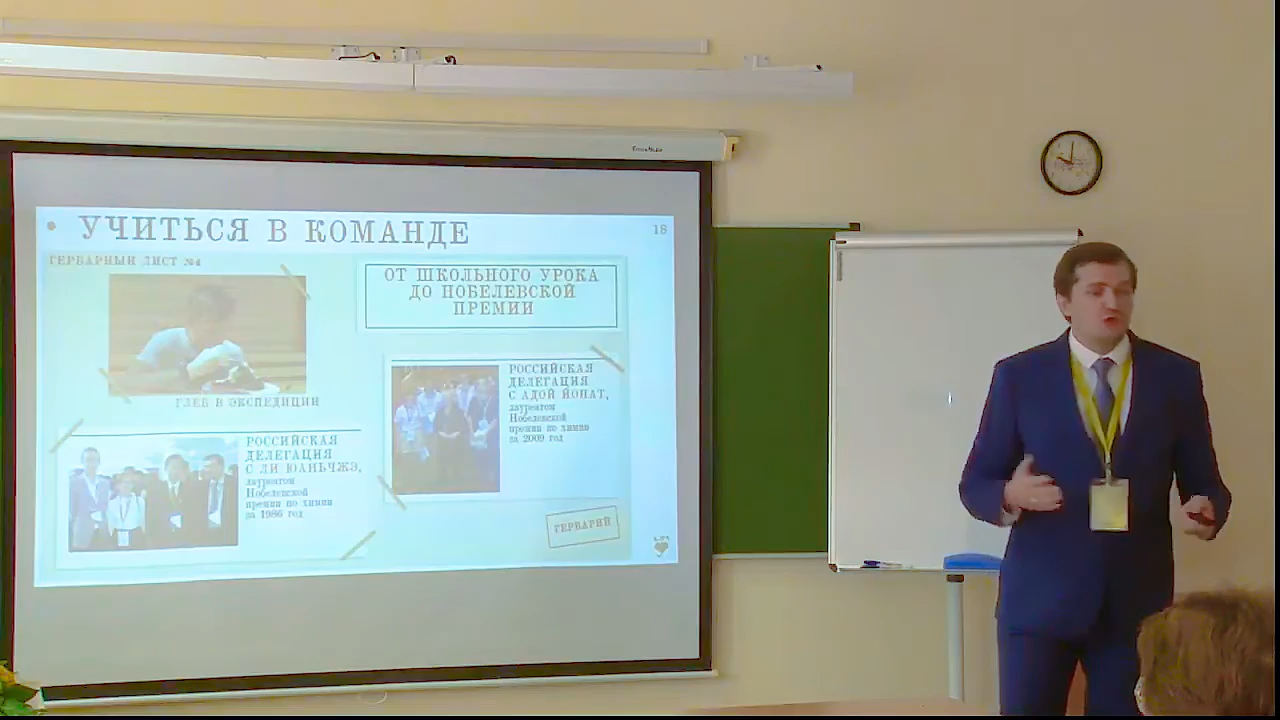 УЧИТЬСЯ В КОМАНДЕ
18
ГЕРБАРНЫЙ ЛИСТ №4
ОТ ШКОЛЬНОГО УРОКА
ДО НОБЕЛЕВСКОЙ
ПРЕМИИ
ГЛЕБ В ЭКСПЕДИЦИИ
РОССИЙСКАЯ
ДЕЛЕГАЦИЯ
С АДОЙ ЙОНАТ,
лауреатом
Нобелевской
премии по химии
за 2009 год
РОССИЙСКАЯ
ДЕЛЕГАЦИЯ
С ЛИ ЮАНЬЧЖЭ,
лауреатом
Нобелевской
премии по химии
за 1986 год
ГЕРБАРИЙ